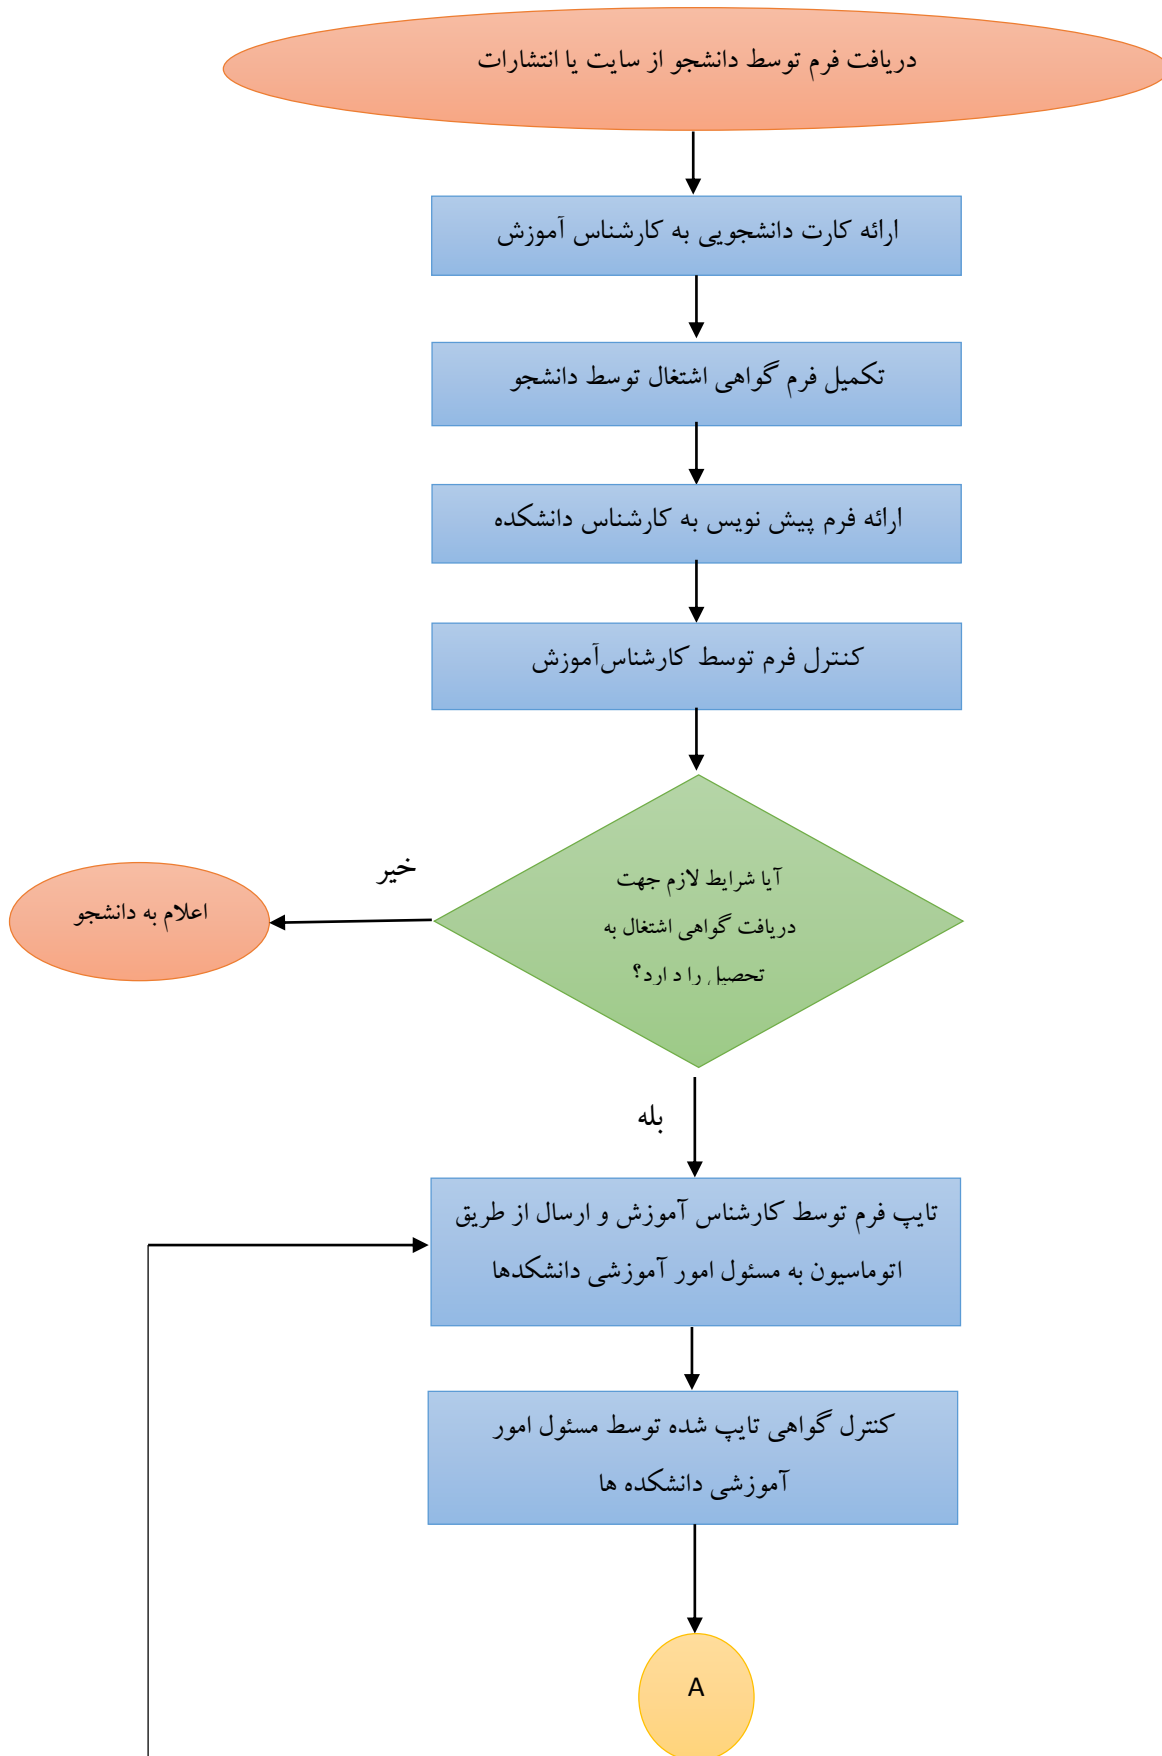 دریافت فرم توسط دانشجو از سایت یا انتشارات
ارائه کارت دانشجویی به کارشناس آموزش
تکمیل فرم گواهی اشتغال توسط دانشجو
ارائه فرم پیش نویس به کارشناس دانشکده
کنترل فرم توسط کارشناس‌آموزش
آیا شرایط لازم جهت
دریافت گواهی اشتغال به
تحصیل را د ارد؟
خیر
اعلام به دانشجو
بله
تایپ فرم توسط کارشناس آموزش و ارسال از طریق
اتوماسیون به مسئول امور آموزشی دانشکدها
کنترل گواهی تایپ شده توسط مسئول امور
آموزشی دانشکده ها
A